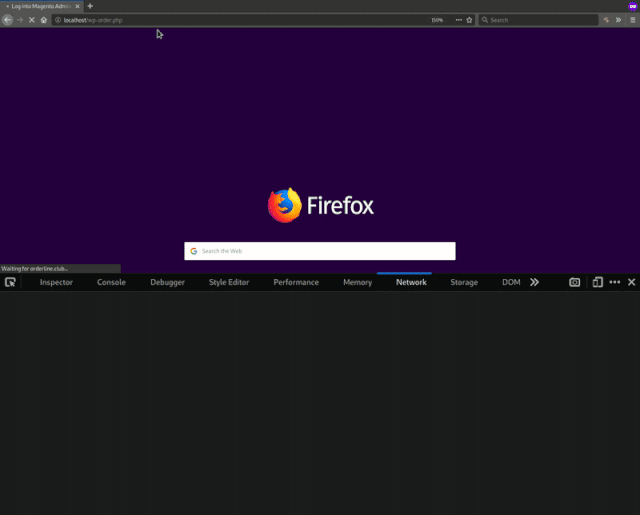 Log into Magento Admin
localhost/wp-order.php
150%
Search
Firefox
Search the Web
Waiting for orderline.club...
Inspector Console Debugger Style Editor Performance Memory Network Storage DOM